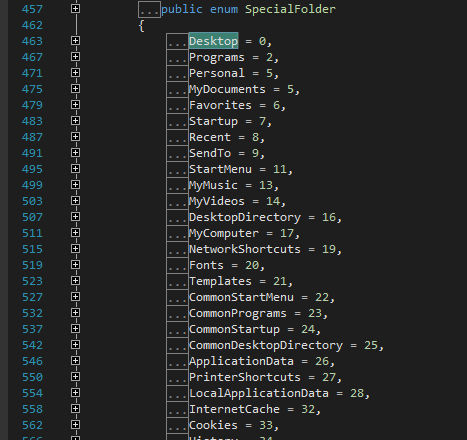 457 ...public enum SpecialFolder
{
463 ...Desktop = 0,
467 ...Programs = 2,
471 ...Personal = 5,
475 ...MyDocuments = 5,
479 ...Favorites = 6,
483 ...Startup = 7,
487 ...Recent = 8,
491 ...SendTo = 9,
495 ...StartMenu = 11,
499 ...MyMusic = 13,
503 ...MyVideos = 14,
507 ...DesktopDirectory = 16,
511 ...MyComputer = 17,
515 ...NetworkShortcuts = 19,
519 ...Fonts = 20,
523 ...Templates = 21,
527 ...CommonStartMenu = 22,
532 ...CommonPrograms = 23,
537 ...CommonStartup = 24,
542 ...CommonDesktopDirectory = 25,
546 ...ApplicationData = 26,
550 ...PrinterShortcuts = 27,
554 ...LocalApplicationData = 28,
558 ...InternetCache = 32,
562 ...Cookies = 33,
566 ...History = 34,